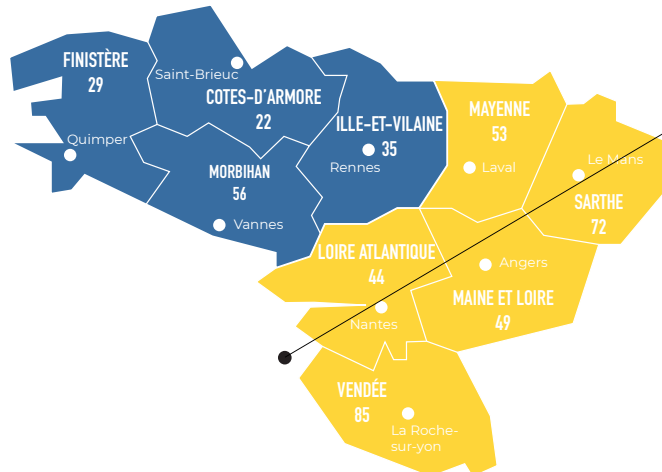 FINISTÈRE
29
Quimper
Saint-Brieuc
COTES-D'ARMORE
22
MORBIHAN
56
Vannes
ILLE-ET-VILAINE
35
Rennes
MAYENNE
53
Laval
Le Mans
SARTHE
72
LOIRE ATLANTIQUE
44
Nantes
Angers
MAINE ET LOIRE
49
VENDÉE
85
La Roche-
sur-yon